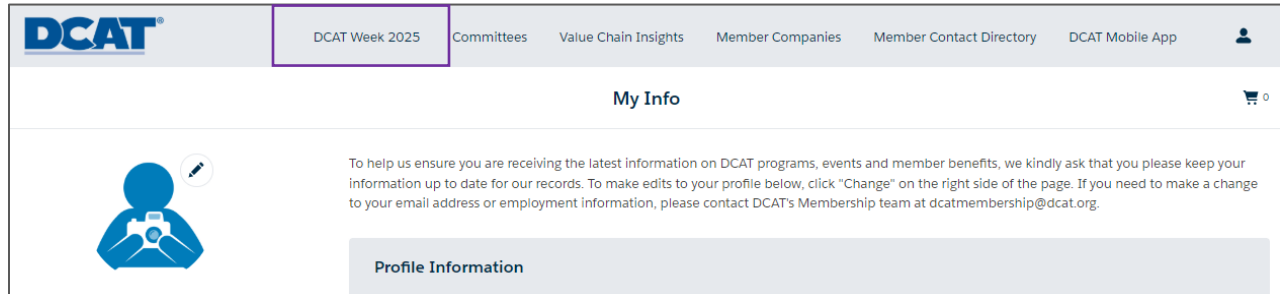 DCAT®
DCAT Week 2025
Committees
Value Chain Insights
Member Companies
Member Contact Directory
DCAT Mobile App
My Info
0
To help us ensure you are receiving the latest information on DCAT programs, events and member benefits, we kindly ask that you please keep your
information up to date for our records. To make edits to your profile below, click "Change" on the right side of the page. If you need to make a change
to your email address or employment information, please contact DCAT's Membership team at dcatmembership@dcat.org.
Profile Information